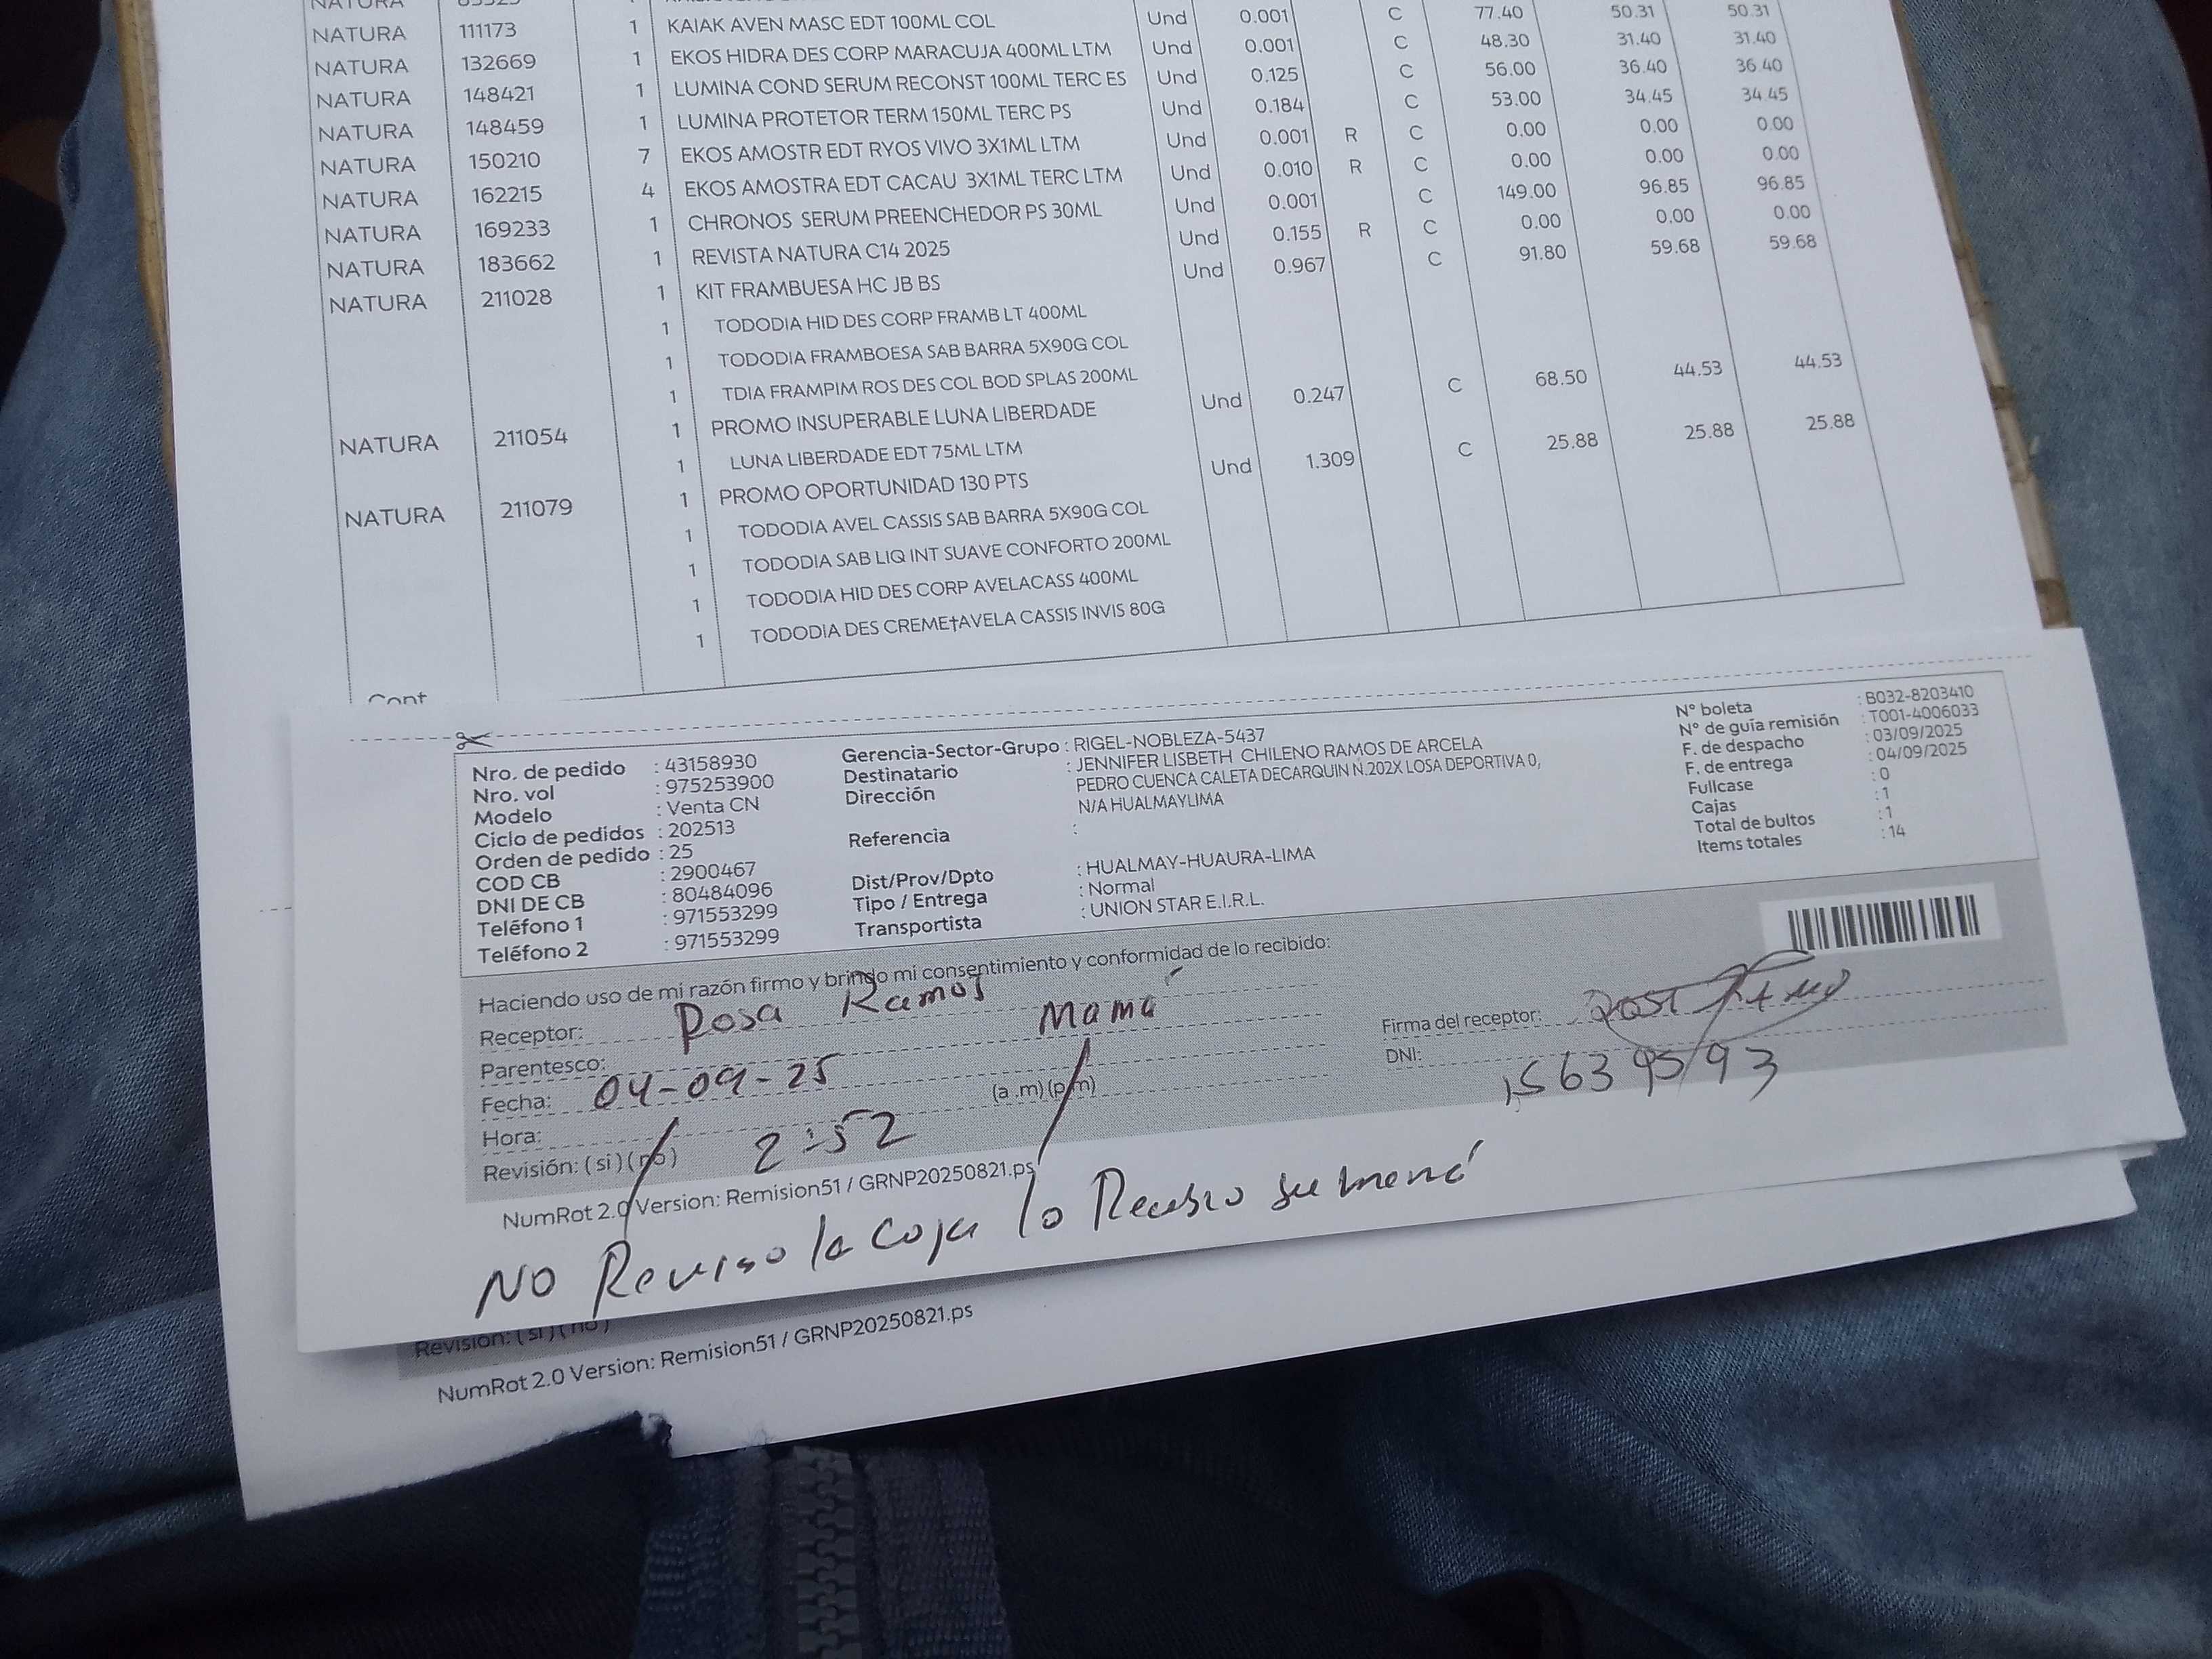 NATURA
NATURA 111173 1 KAIAK AVEN MASC EDT 100ML COL Und 0.001 C 77.40 50.31 50.31
NATURA 132669 1 EKOS HIDRA DES CORP MARACUJA 400ML LTM Und 0.001 C 48.30 31.40 31.40
NATURA 148421 1 LUMINA COND SERUM RECONST 100ML TERC ES Und 0.125 C 56.00 36.40 36.40
NATURA 148459 1 LUMINA PROTETOR TERM 150ML TERC PS Und 0.184 C 53.00 34.45 34.45
NATURA 150210 7 EKOS AMOSTR EDT RYOS VIVO 3X1ML LTM Und 0.001 R C 0.00 0.00 0.00
NATURA 162215 4 EKOS AMOSTRA EDT CACAU 3X1ML TERC LTM Und 0.010 R C 0.00 0.00 0.00
NATURA 169233 1 CHRONOS SERUM PREENCHEDOR PS 30ML Und 0.001 C 149.00 96.85 96.85
NATURA 183662 1 REVISTA NATURA C14 2025 Und 0.155 R C 0.00 0.00 0.00
NATURA 211028 1 KIT FRAMBUESA HC JB BS Und 0.967 C 91.80 59.68 59.68
1 TODODIA HID DES CORP FRAMB LT 400ML
1 TODODIA FRAMBOESA SAB BARRA 5X90G COL
1 TDIA FRAMPIM ROS DES COL BOD SPLAS 200ML
NATURA 211054 1 PROMO INSUPERABLE LUNA LIBERDADE Und 0.247 C 68.50 44.53 44.53
1 LUNA LIBERDADE EDT 75ML LTM
NATURA 211079 1 PROMO OPORTUNIDAD 130 PTS Und 1.309 C 25.88 25.88 25.88
1 TODODIA AVEL CASSIS SAB BARRA 5X90G COL
1 TODODIA SAB LIQ INT SUAVE CONFORTO 200ML
1 TODODIA HID DES CORP AVELACASS 400ML
1 TODODIA DES CREME†AVELA CASSIS INVIS 80G
Cont
Nro. de pedido : 43158930 Gerencia-Sector-Grupo : RIGEL-NOBLEZA-5437 N° boleta : B032-8203410
Nro. vol : 975253900 Destinatario : JENNIFER LISBETH CHILENO RAMOS DE ARCELA N° de guía remisión : T001-4006033
Modelo : Venta CN Dirección PEDRO CUENCA CALETA DECARQUIN N.202X LOSA DEPORTIVA 0, F. de despacho : 03/09/2025
Ciclo de pedidos : 202513 N/A HUALMAYLIMA F. de entrega : 04/09/2025
Orden de pedido : 25 Referencia : Fullcase : 0
COD CB : 2900467 Dist/Prov/Dpto : HUALMAY-HUAURA-LIMA Cajas : 1
DNI DE CB : 80484096 Tipo / Entrega : Normal Total de bultos : 1
Teléfono 1 : 971553299 Transportista : UNION STAR E.I.R.L. Items totales : 14
Teléfono 2 : 971553299
Haciendo uso de mi razón firmo y brindo mi consentimiento y conformidad de lo recibido:
Receptor: Rosa Ramos Firma del receptor:
Parentesco: Mamá DNI: 15639593
Fecha: 04-09-25
Hora: 2:52 (a .m) (p.m)
Revisión: ( si ) ( no )
NumRot 2.0 Version: Remision51 / GRNP20250821.ps
NO Reviso la caja lo Recibio su mamá
Revisión: ( si ) ( no )
NumRot 2.0 Version: Remision51 / GRNP20250821.ps